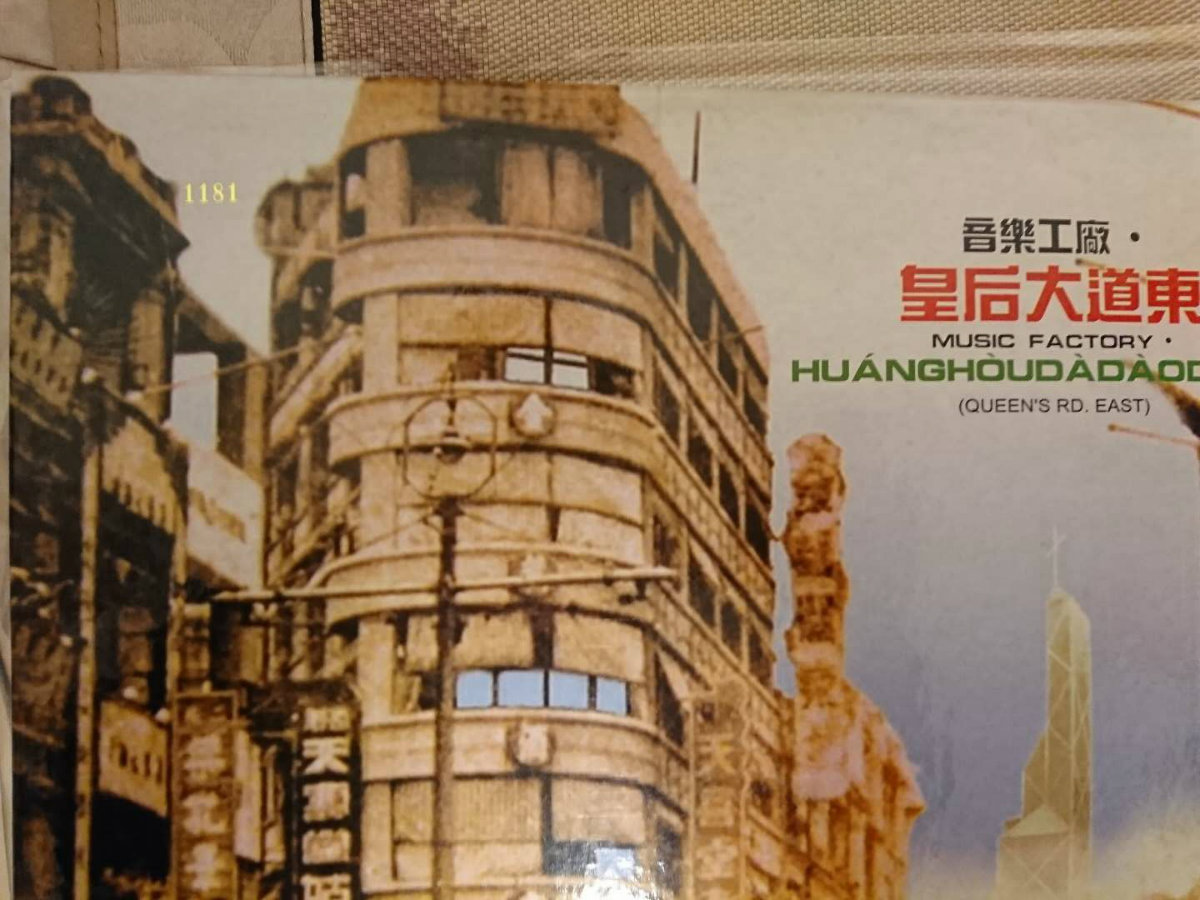 1181
音樂工廠・
皇后大道東
MUSIC FACTORY・
HUÁNGHÒUDÀDÀOD
(QUEEN'S RD. EAST)
天